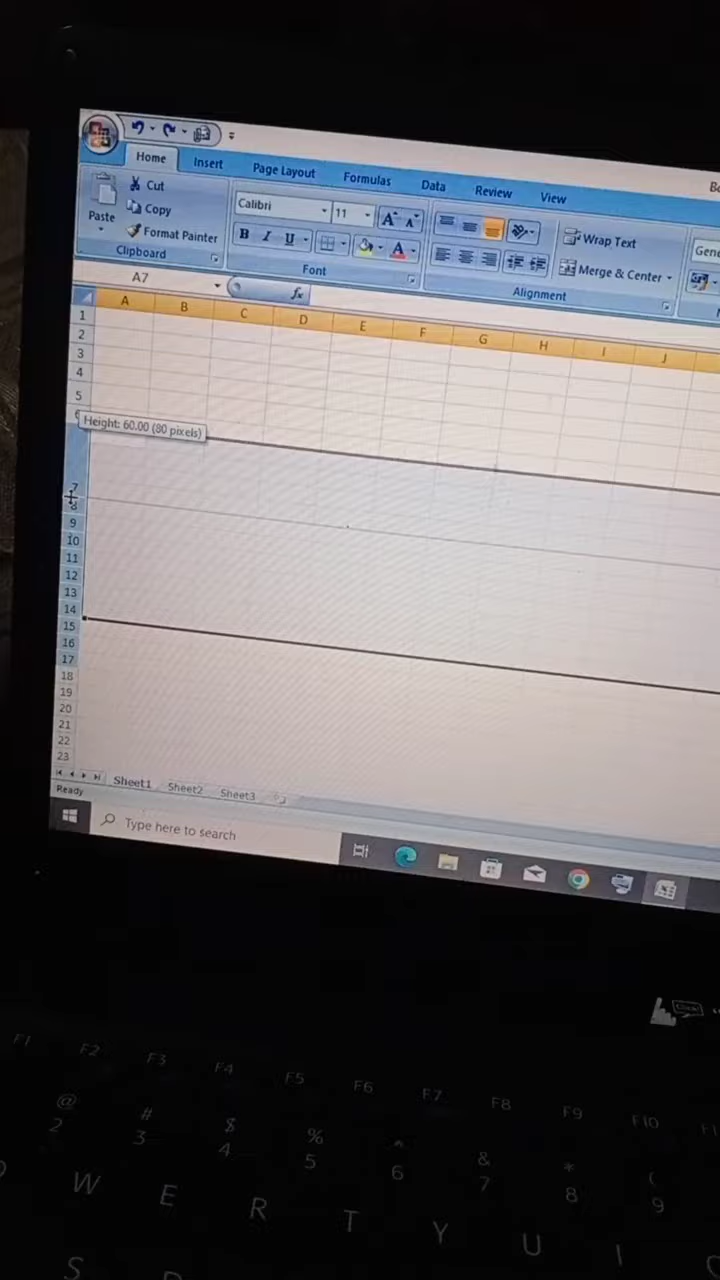 Home Insert Page Layout Formulas Data Review View
Cut
Copy
Format Painter
Paste
Clipboard
Calibri 11
B I U A
Font
Wrap Text
Merge & Center
Alignment
A7 fx
A B C D E F G H I J
1
2
3
4
5
6
Height: 60.00 (80 pixels)
7
8
9
10
11
12
13
14
15
16
17
18
19
20
21
22
23
Sheet1 Sheet2 Sheet3
Ready
Type here to search
F1 F2 F3 F4 F5 F6 F7 F8 F9 F10
@ # $ % ^ & * (
2 3 4 5 6 7 8 9
W E R T Y U I
S